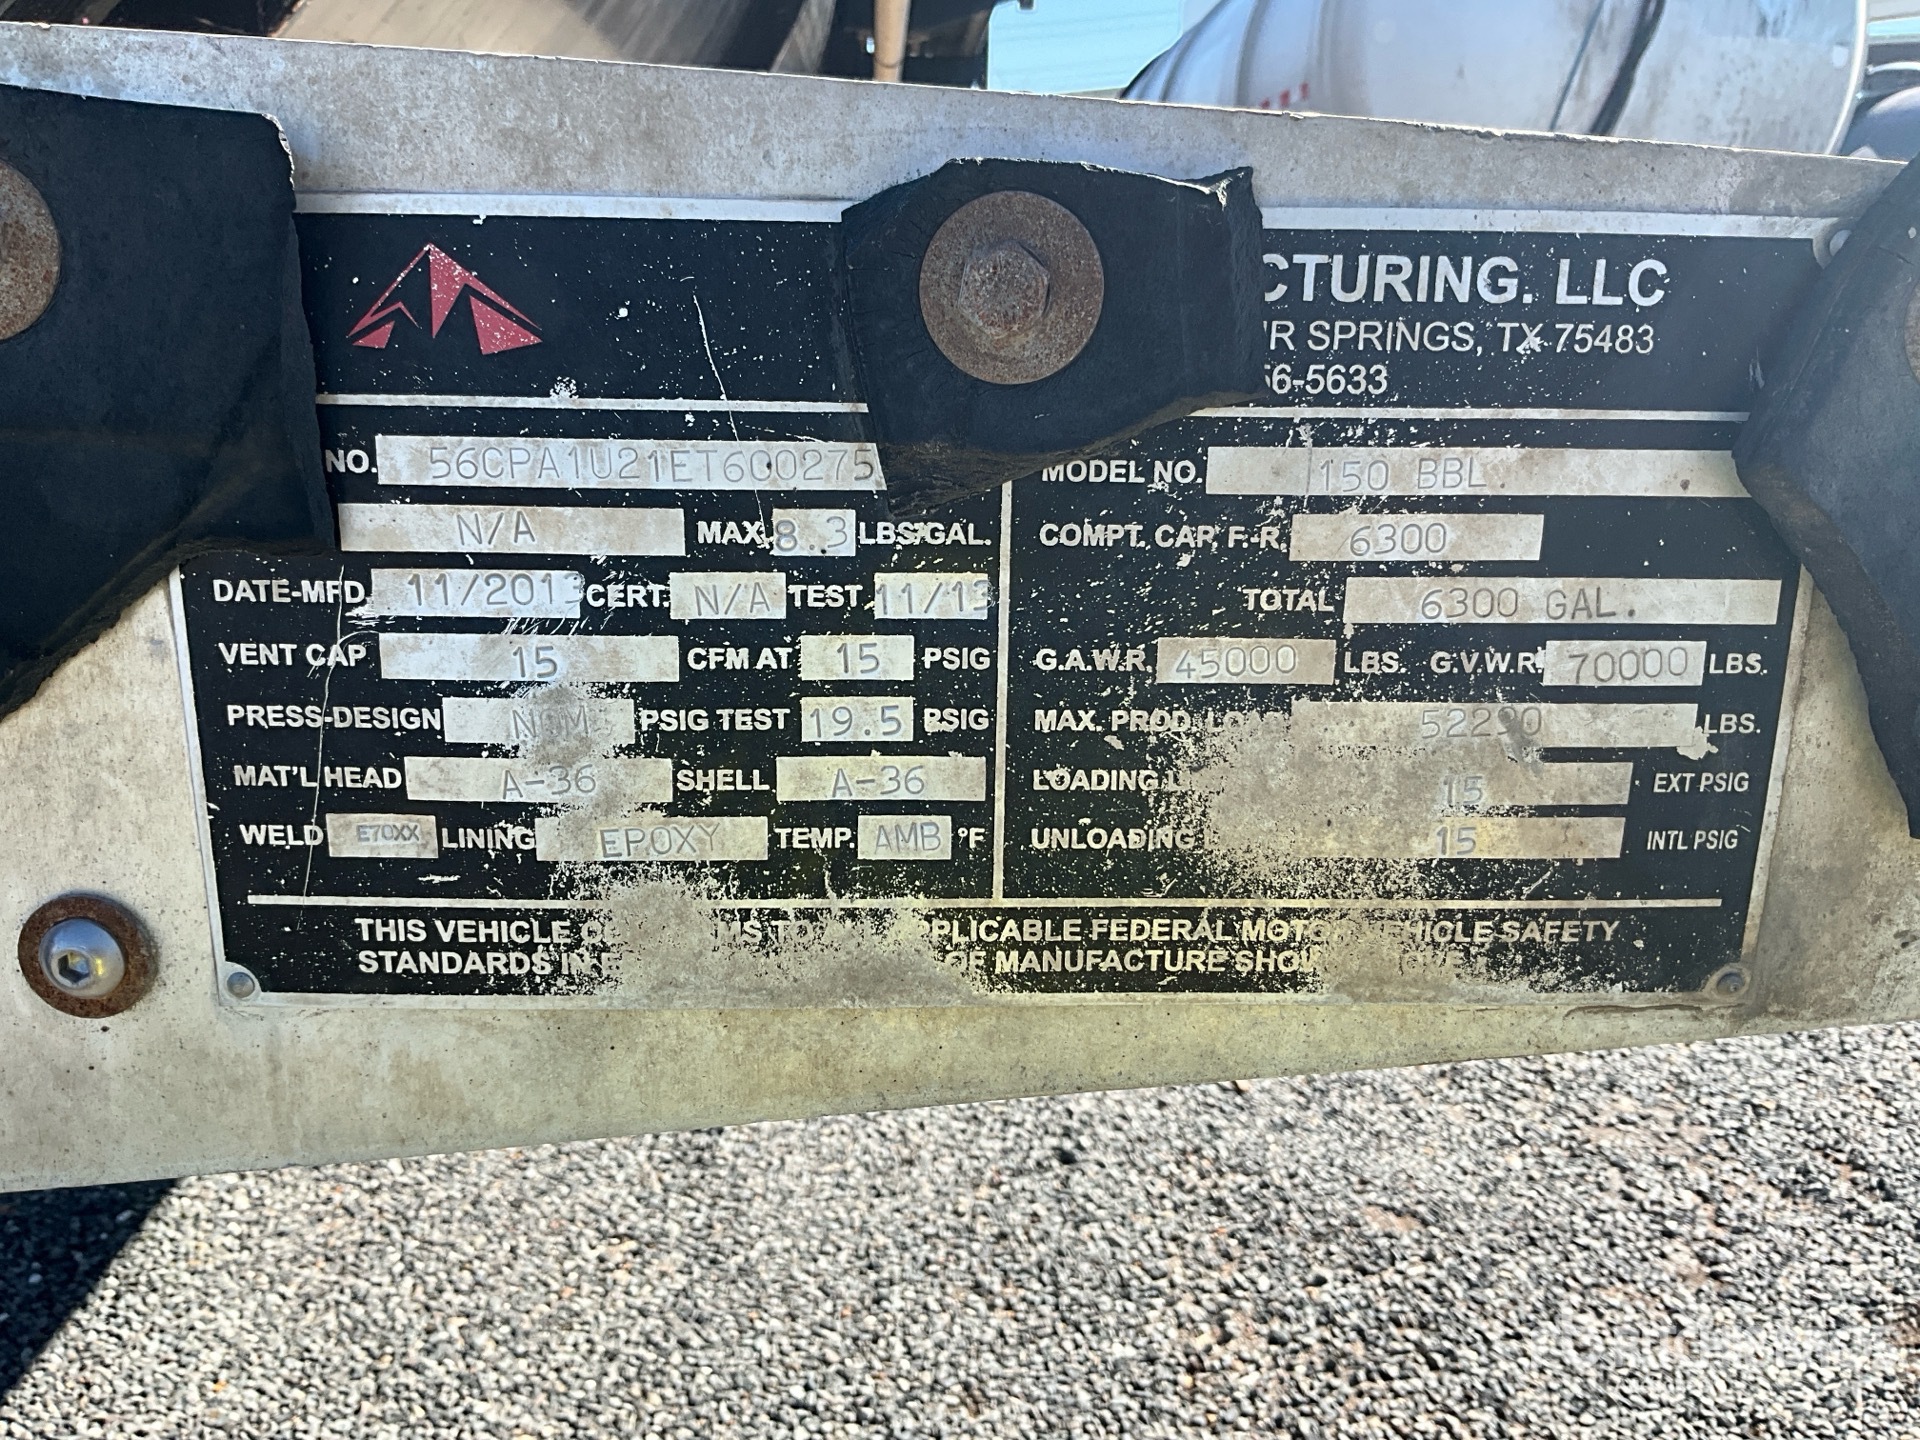 CTURING. LLC
R SPRINGS, TX 75483
6-5633
NO. 56CPA1U21ET600275 MODEL NO. 150 BBL.
N/A MAX. 8.3 LBS/GAL. COMPT. CAP. F.-R. 6300
DATE-MFD. 11/2013 CERT. N/A TEST 11/13 TOTAL 6300 GAL.
VENT CAP 15 CFM AT 15 PSIG G.A.W.R. 45000 LBS. G.V.W.R. 70000 LBS.
PRESS-DESIGN NOM PSIG TEST 19.5 PSIG MAX. PROD. 52290 LBS.
MAT'L HEAD A-36 SHELL A-36 LOADING 15 EXT PSIG
WELD E70XX LINING EPOXY TEMP. AMB °F UNLOADING 15 INTL PSIG
THIS VEHICLE APPLICABLE FEDERAL MOTOR VEHICLE SAFETY
STANDARDS OF MANUFACTURE